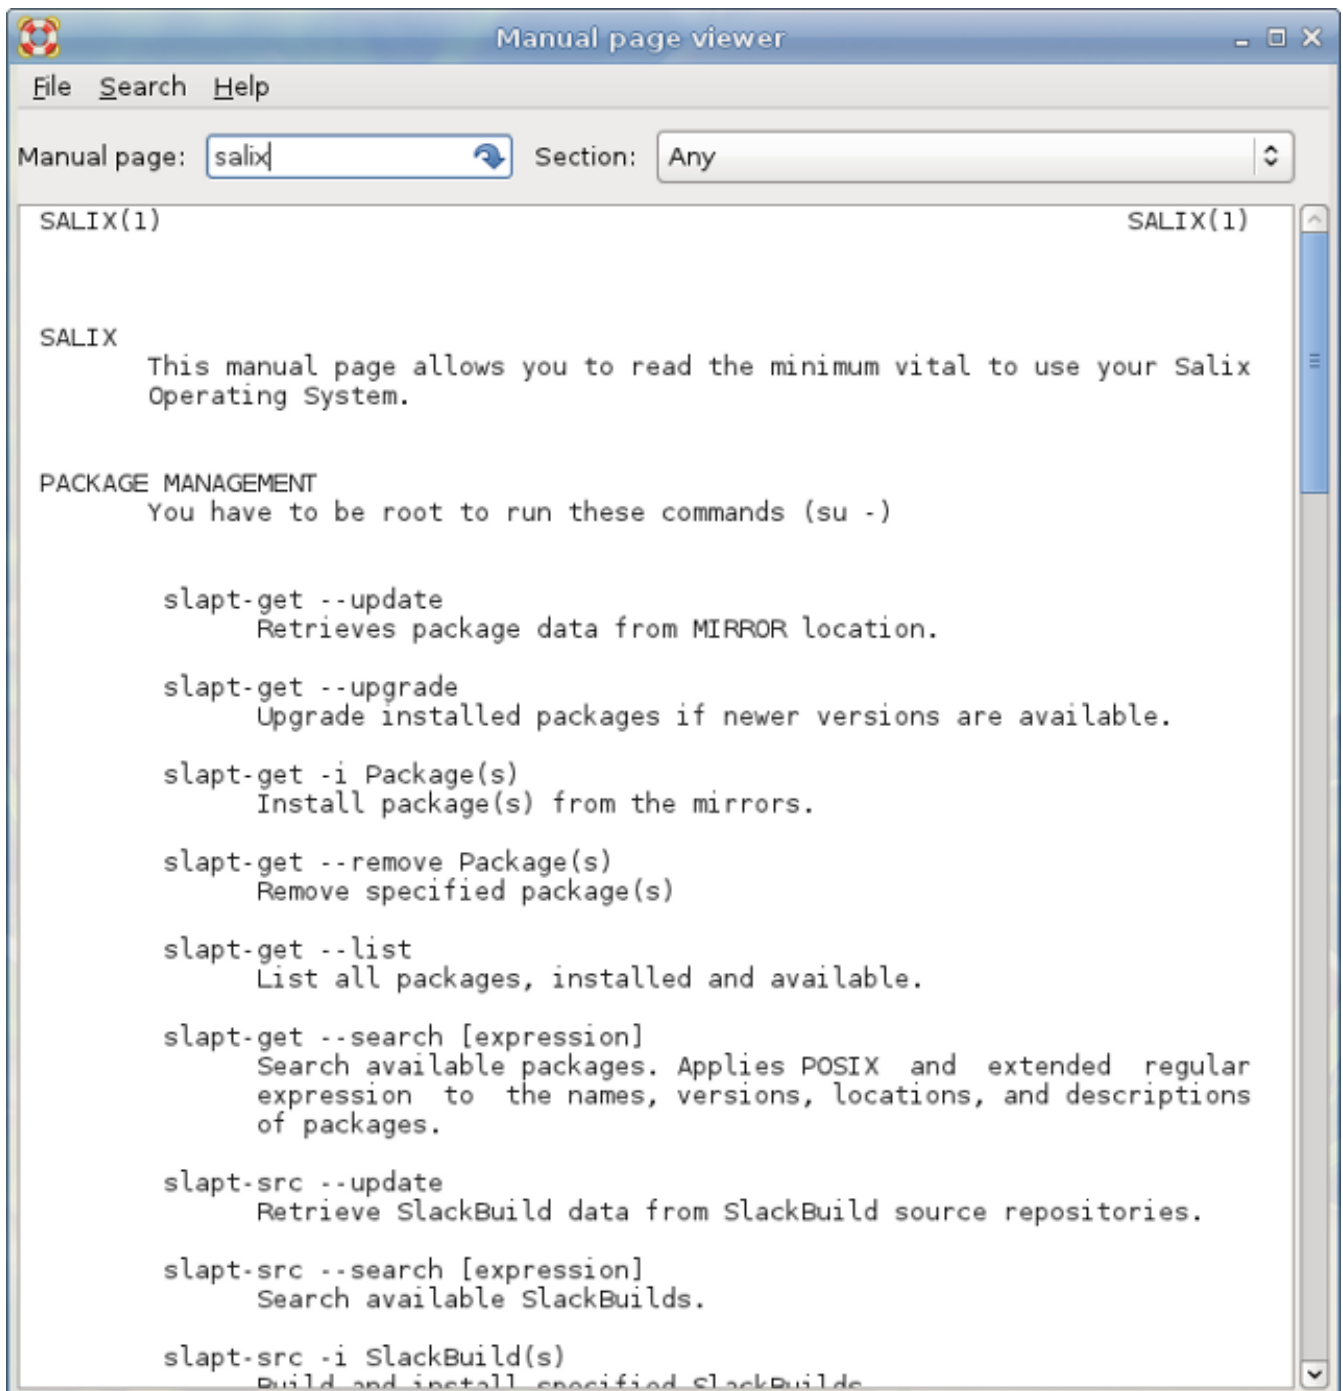 Manual page viewer
File Search Help
Manual page: salix Section: Any
SALIX(1) SALIX(1)
SALIX
This manual page allows you to read the minimum vital to use your Salix
Operating System.
PACKAGE MANAGEMENT
You have to be root to run these commands (su -)
slapt-get --update
Retrieves package data from MIRROR location.
slapt-get --upgrade
Upgrade installed packages if newer versions are available.
slapt-get -i Package(s)
Install package(s) from the mirrors.
slapt-get --remove Package(s)
Remove specified package(s)
slapt-get --list
List all packages, installed and available.
slapt-get --search [expression]
Search available packages. Applies POSIX and extended regular
expression to the names, versions, locations, and descriptions
of packages.
slapt-src --update
Retrieve SlackBuild data from SlackBuild source repositories.
slapt-src --search [expression]
Search available SlackBuilds.
slapt-src -i SlackBuild(s)
Build and install specified SlackBuilds